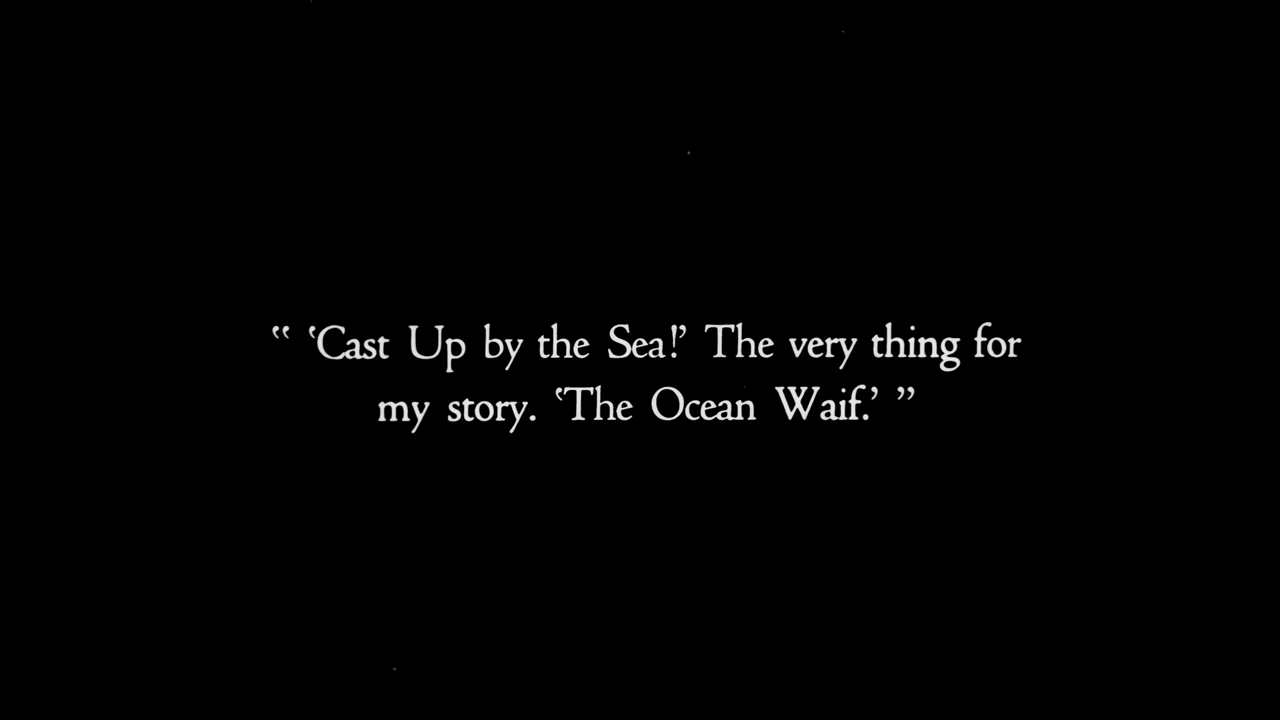 “ ‘Cast Up by the Sea!’ The very thing for
my story. ‘The Ocean Waif.’ ”